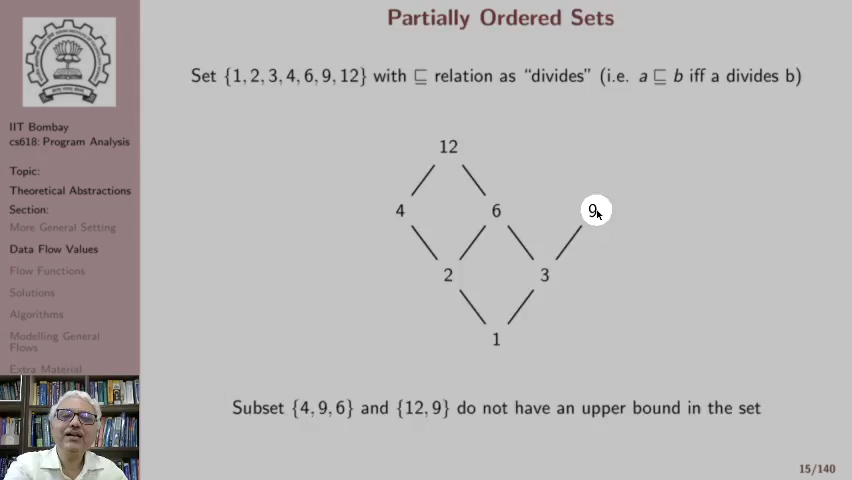 Partially Ordered Sets
Set {1, 2, 3, 4, 6, 9, 12} with ⊑ relation as “divides” (i.e. a ⊑ b iff a divides b)
IIT Bombay
cs618: Program Analysis
Topic:
Theoretical Abstractions
Section:
More General Setting
Data Flow Values
Flow Functions
Solutions
Algorithms
Modelling General
Flows
Extra Material
12
4 6 9
2 3
1
Subset {4, 9, 6} and {12, 9} do not have an upper bound in the set
15/140